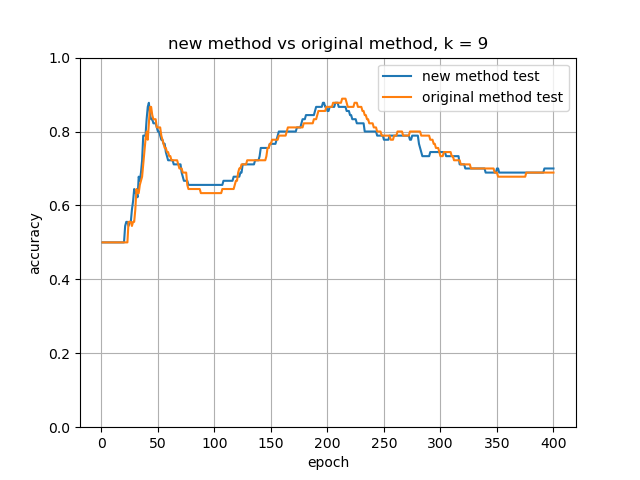 new method vs original method, k = 9
new method test
original method test
accuracy
1.0
0.8
0.6
0.4
0.2
0.0
0 50 100 150 200 250 300 350 400
epoch